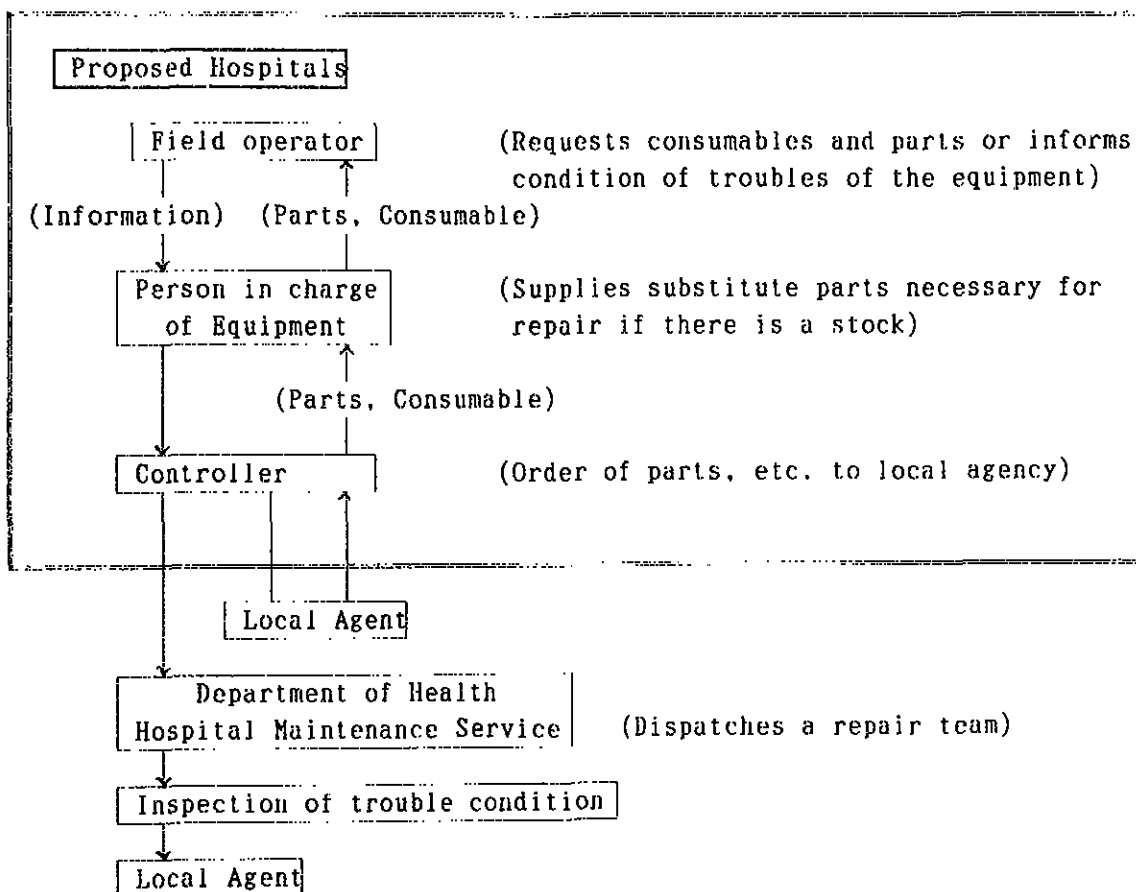 Proposed Hospitals
Field operator
(Requests consumables and parts or informs
condition of troubles of the equipment)
(Information)
(Parts, Consumable)
Person in charge
of Equipment
(Supplies substitute parts necessary for
repair if there is a stock)
(Parts, Consumable)
Controller
(Order of parts, etc. to local agency)
Local Agent
Department of Health
Hospital Maintenance Service
(Dispatches a repair team)
Inspection of trouble condition
Local Agent